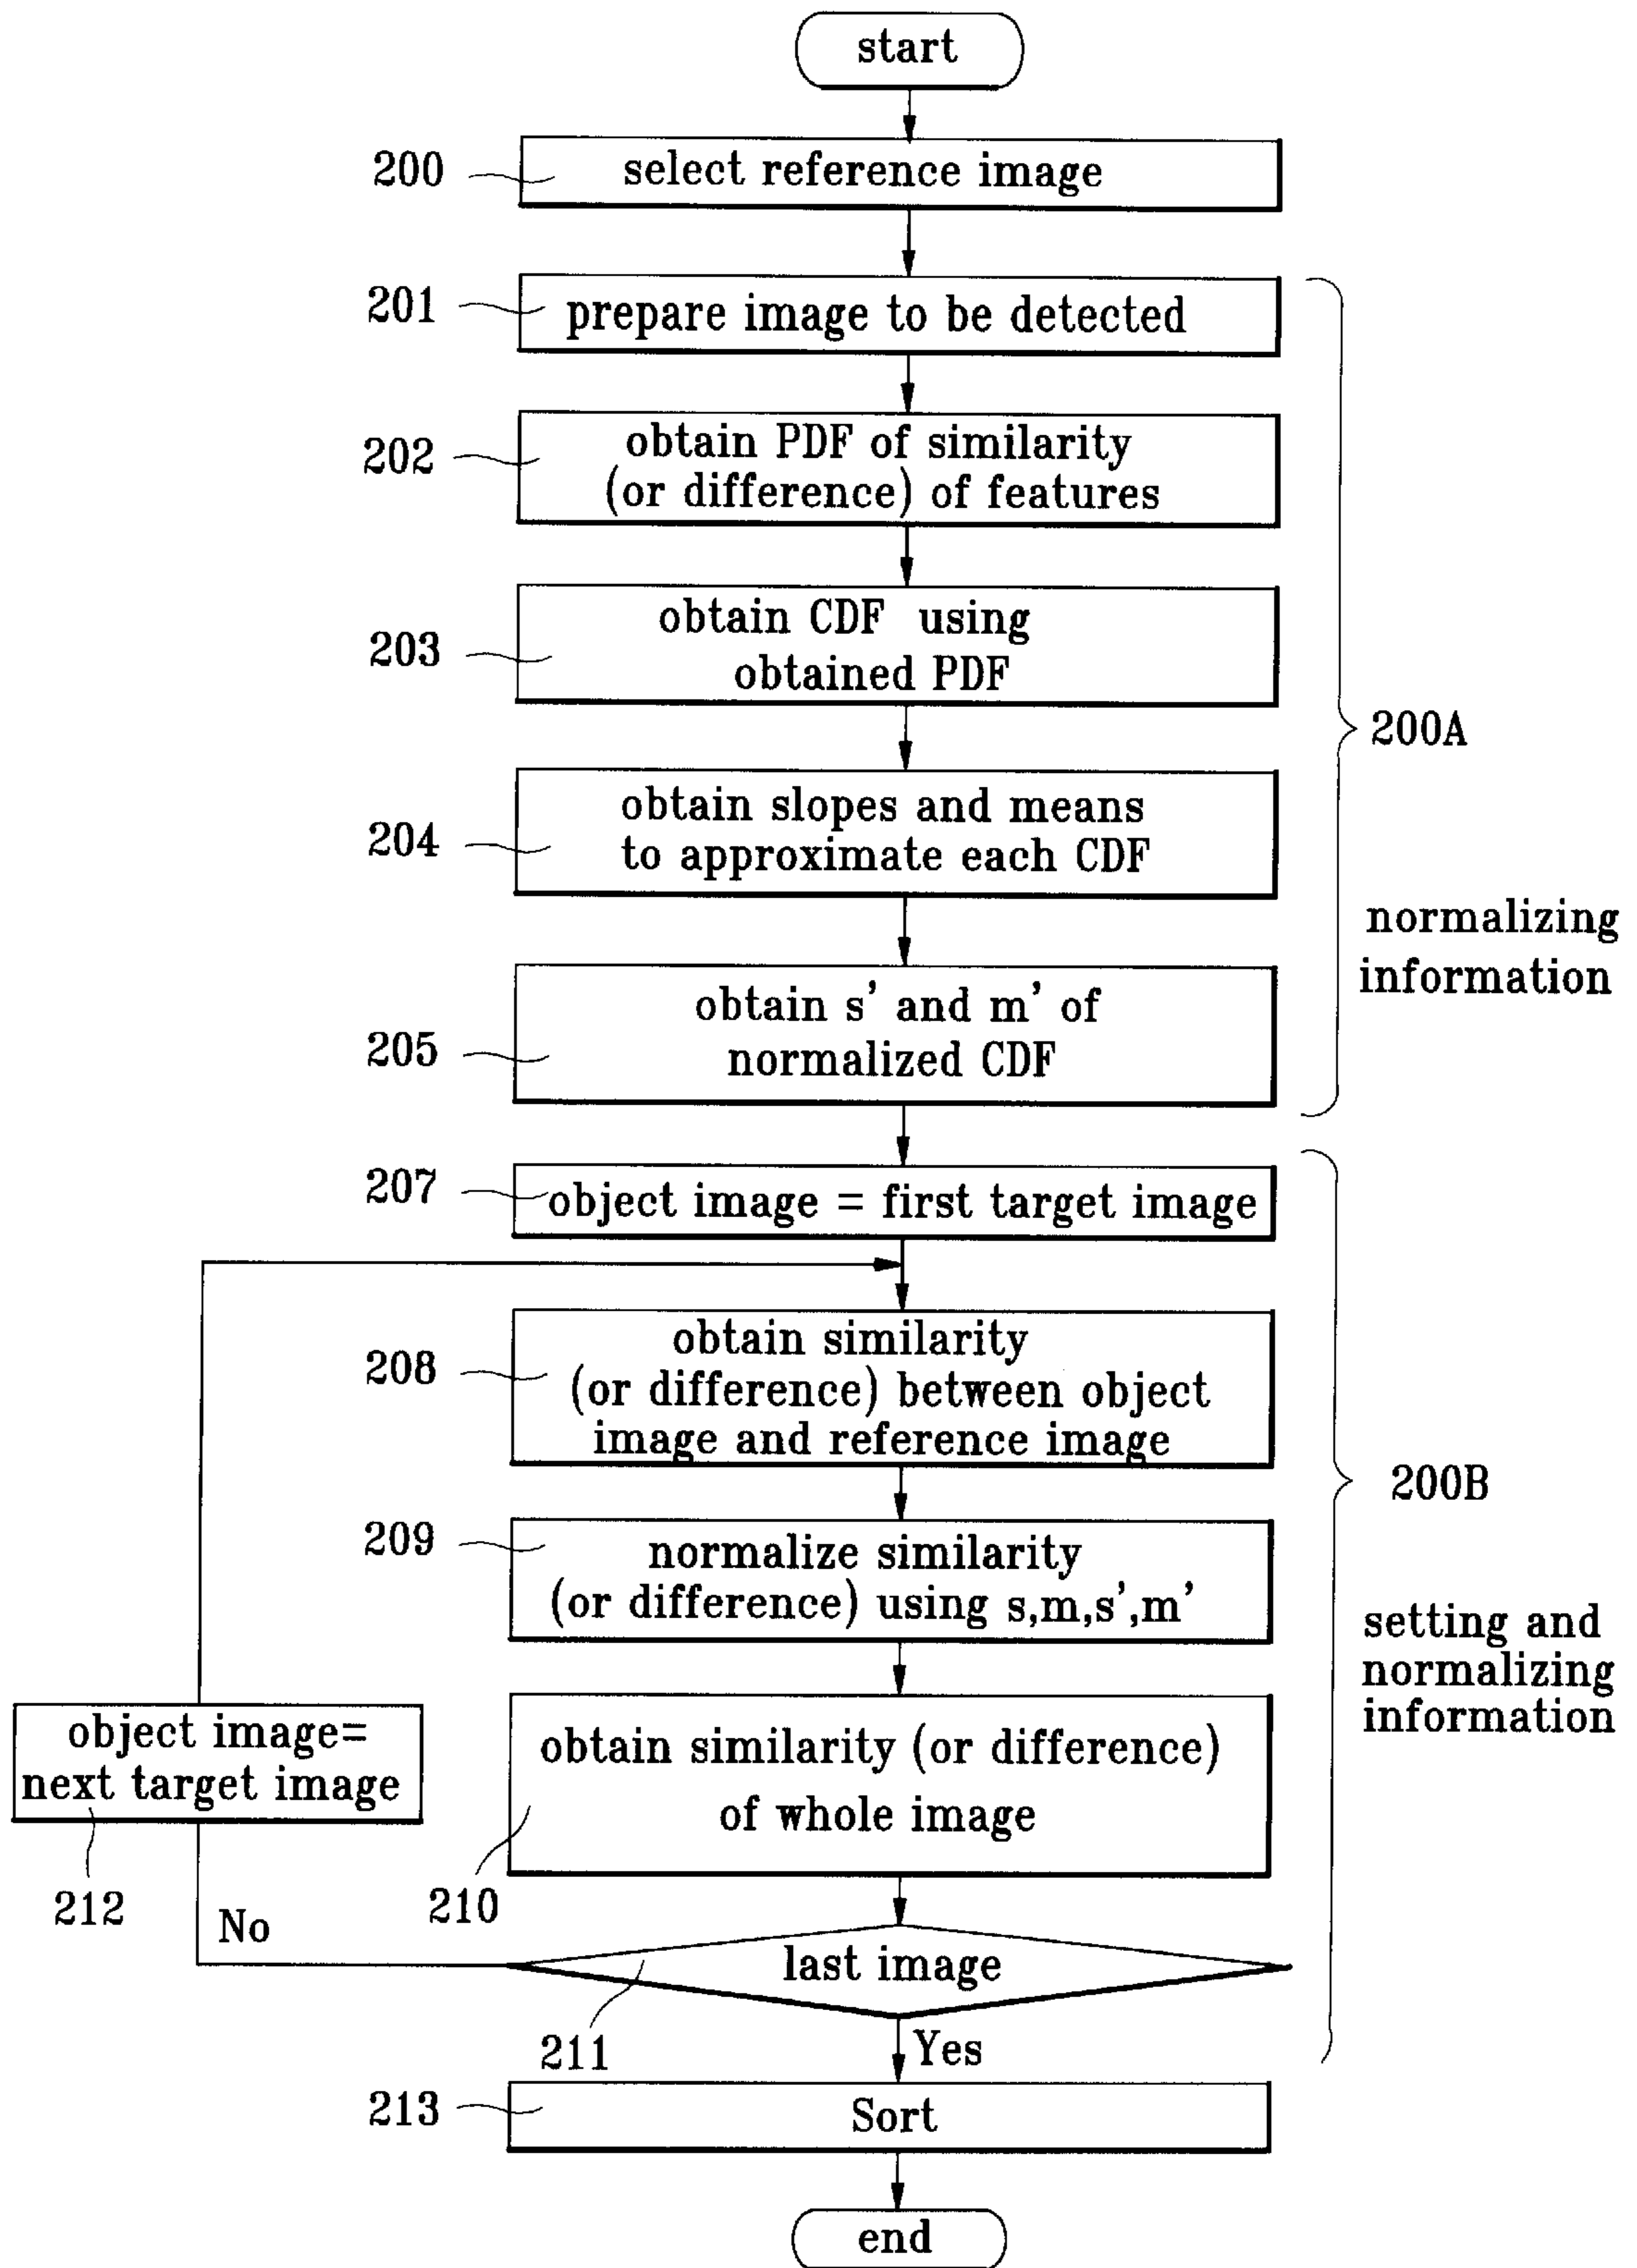 start
200
select reference image
201
prepare image to be detected
202
obtain PDF of similarity
(or difference) of features
203
obtain CDF using
obtained PDF
200A
204
obtain slopes and means
to approximate each CDF
normalizing
information
205
obtain s' and m' of
normalized CDF
207
object image = first target image
208
obtain similarity
(or difference) between object
image and reference image
200B
209
normalize similarity
(or difference) using s,m,s',m'
setting and
normalizing
information
object image=
next target image
212
obtain similarity (or difference)
of whole image
210
No
last image
211
Yes
213
Sort
end